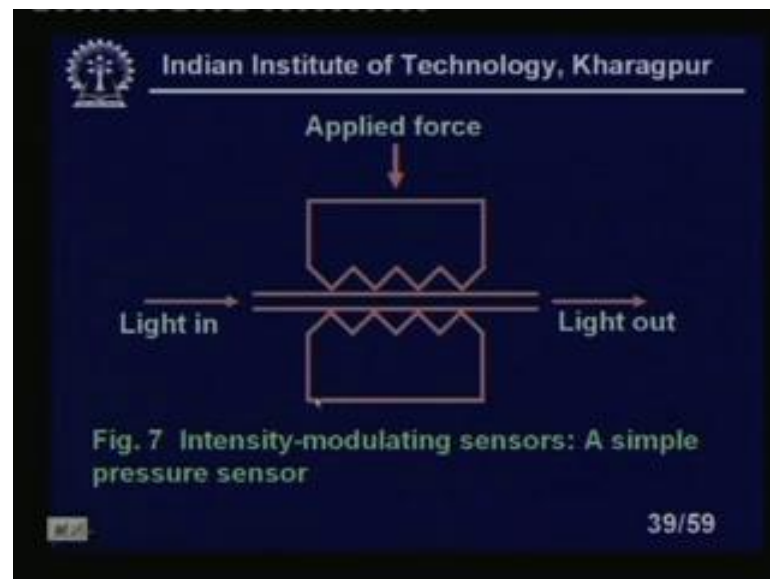 Indian Institute of Technology, Kharagpur
Applied force
Light in
Light out
Fig. 7 Intensity-modulating sensors: A simple
pressure sensor
39/59